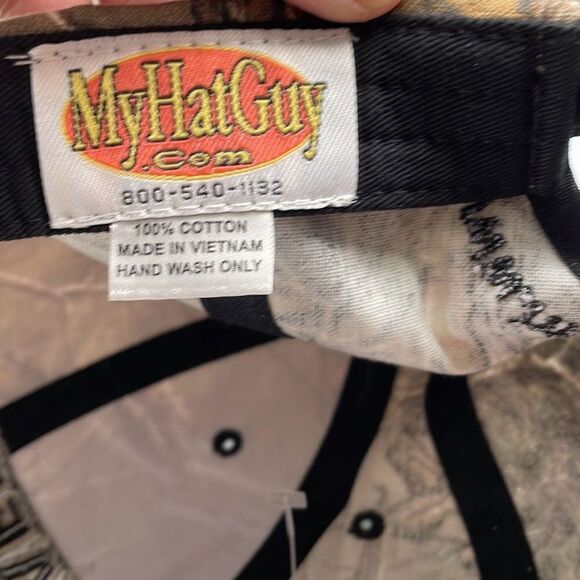 MyHatGuy
.Com
800-540-1132
100% COTTON
MADE IN VIETNAM
HAND WASH ONLY